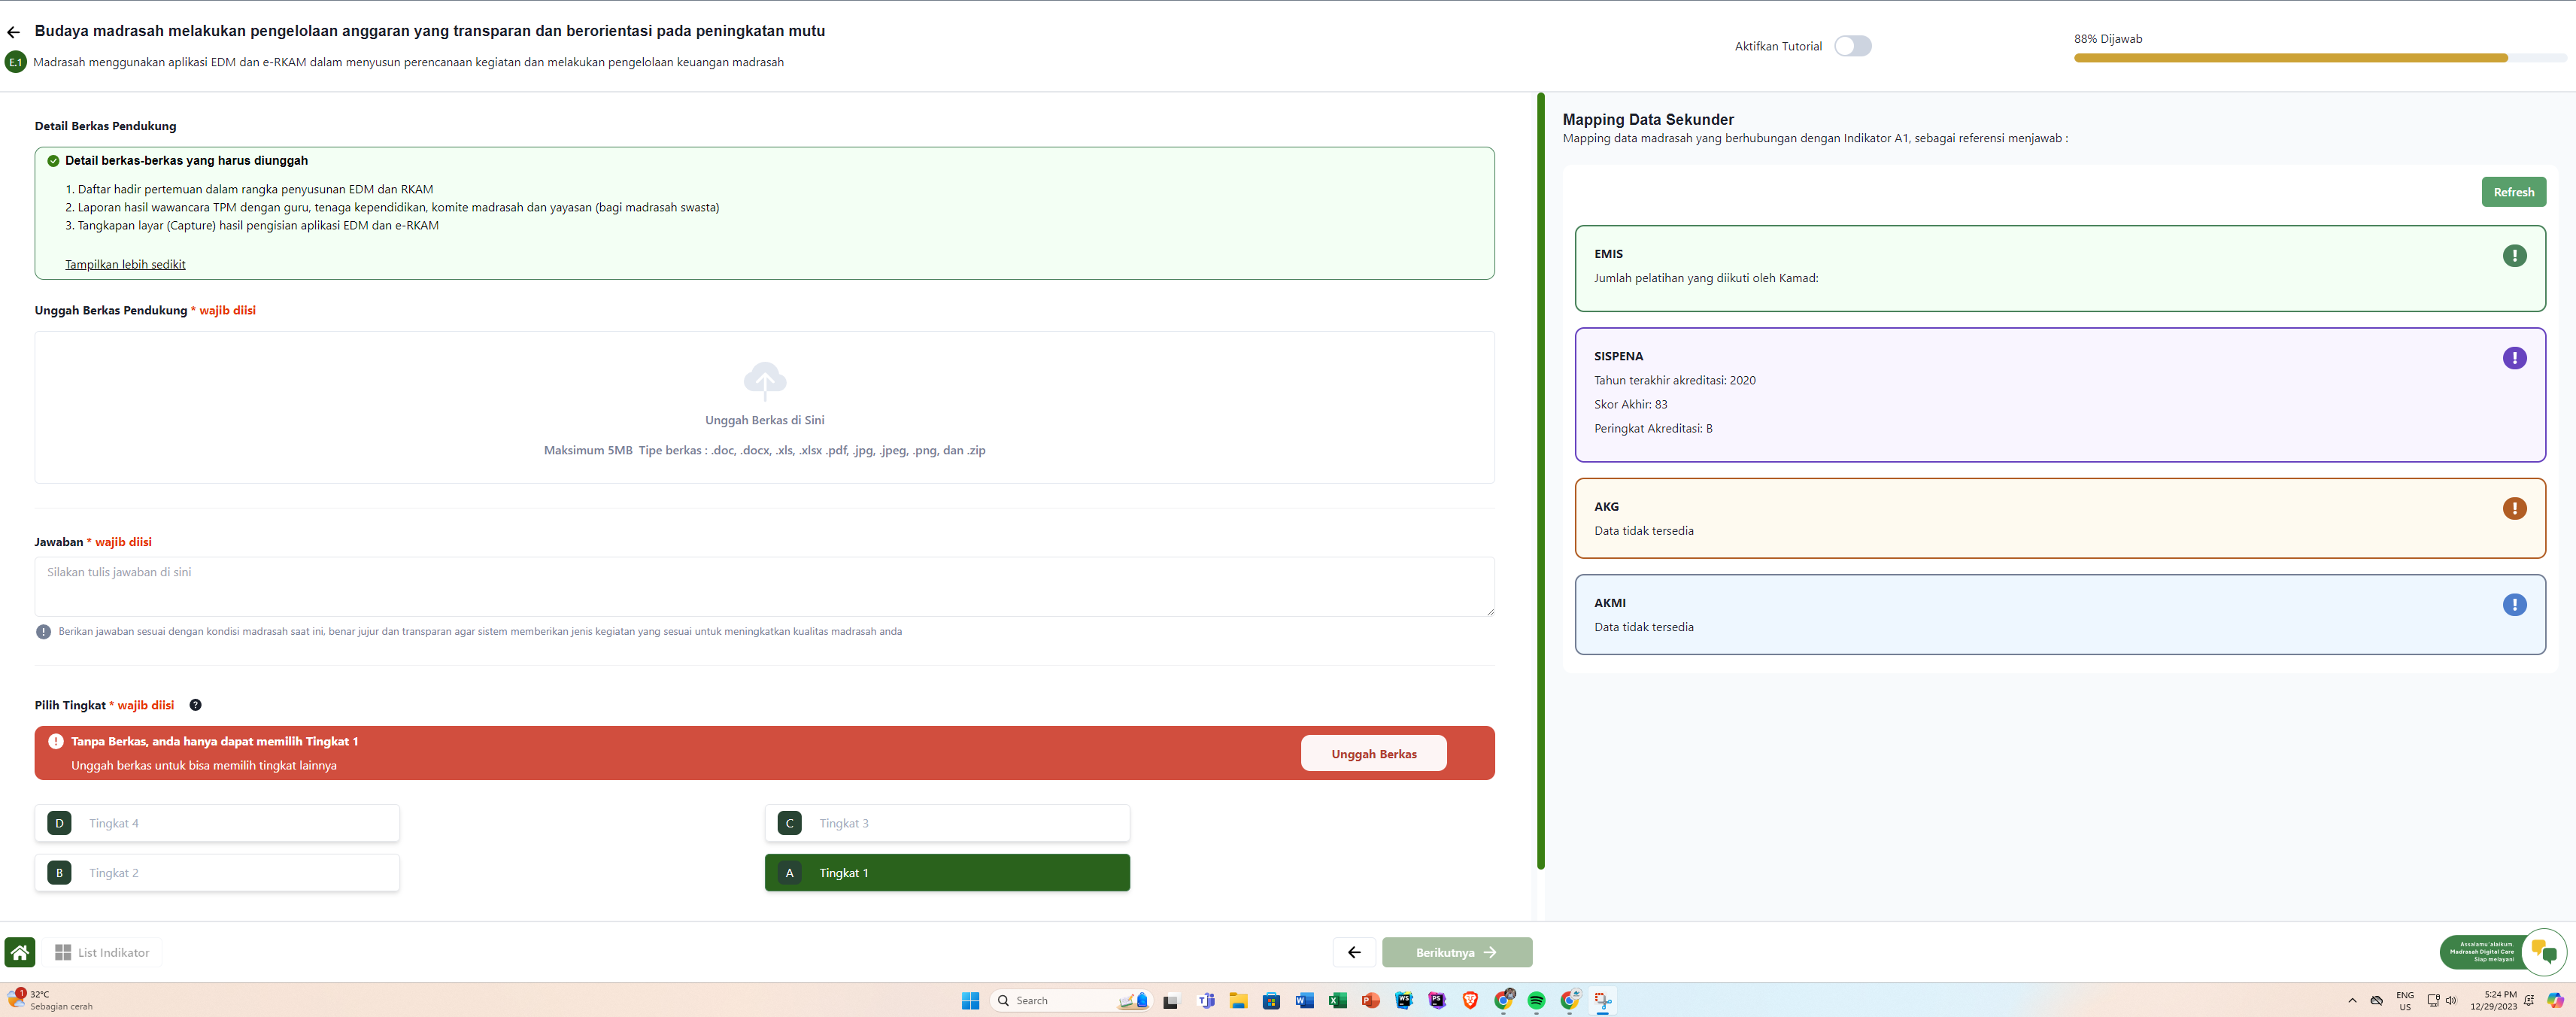 Budaya madrasah melakukan pengelolaan anggaran yang transparan dan berorientasi pada peningkatan mutu
E.1 Madrasah menggunakan aplikasi EDM dan e-RKAM dalam menyusun perencanaan kegiatan dan melakukan pengelolaan keuangan madrasah
Aktifkan Tutorial
88% Dijawab
Detail Berkas Pendukung
Detail berkas-berkas yang harus diunggah
1. Daftar hadir pertemuan dalam rangka penyusunan EDM dan RKAM
2. Laporan hasil wawancara TPM dengan guru, tenaga kependidikan, komite madrasah dan yayasan (bagi madrasah swasta)
3. Tangkapan layar (Capture) hasil pengisian aplikasi EDM dan e-RKAM
Tampilkan lebih sedikit
Unggah Berkas Pendukung * wajib diisi
Unggah Berkas di Sini
Maksimum 5MB Tipe berkas : .doc, .docx, .xls, .xlsx .pdf, .jpg, .jpeg, .png, dan .zip
Jawaban * wajib diisi
Silakan tulis jawaban di sini
Berikan jawaban sesuai dengan kondisi madrasah saat ini, benar jujur dan transparan agar sistem memberikan jenis kegiatan yang sesuai untuk meningkatkan kualitas madrasah anda
Pilih Tingkat * wajib diisi ?
Tanpa Berkas, anda hanya dapat memilih Tingkat 1
Unggah berkas untuk bisa memilih tingkat lainnya
Unggah Berkas
D Tingkat 4
C Tingkat 3
B Tingkat 2
A Tingkat 1
Mapping Data Sekunder
Mapping data madrasah yang berhubungan dengan Indikator A1, sebagai referensi menjawab :
Refresh
EMIS
Jumlah pelatihan yang diikuti oleh Kamad:
SISPENA
Tahun terakhir akreditasi: 2020
Skor Akhir: 83
Peringkat Akreditasi: B
AKG
Data tidak tersedia
AKMI
Data tidak tersedia
List Indikator
Berikutnya
Assalamu'alaikum
Madrasah Digital Care
Siap melayani
1
32°C
Sebagian cerah
Search
ENG
US
5:24 PM
12/29/2023